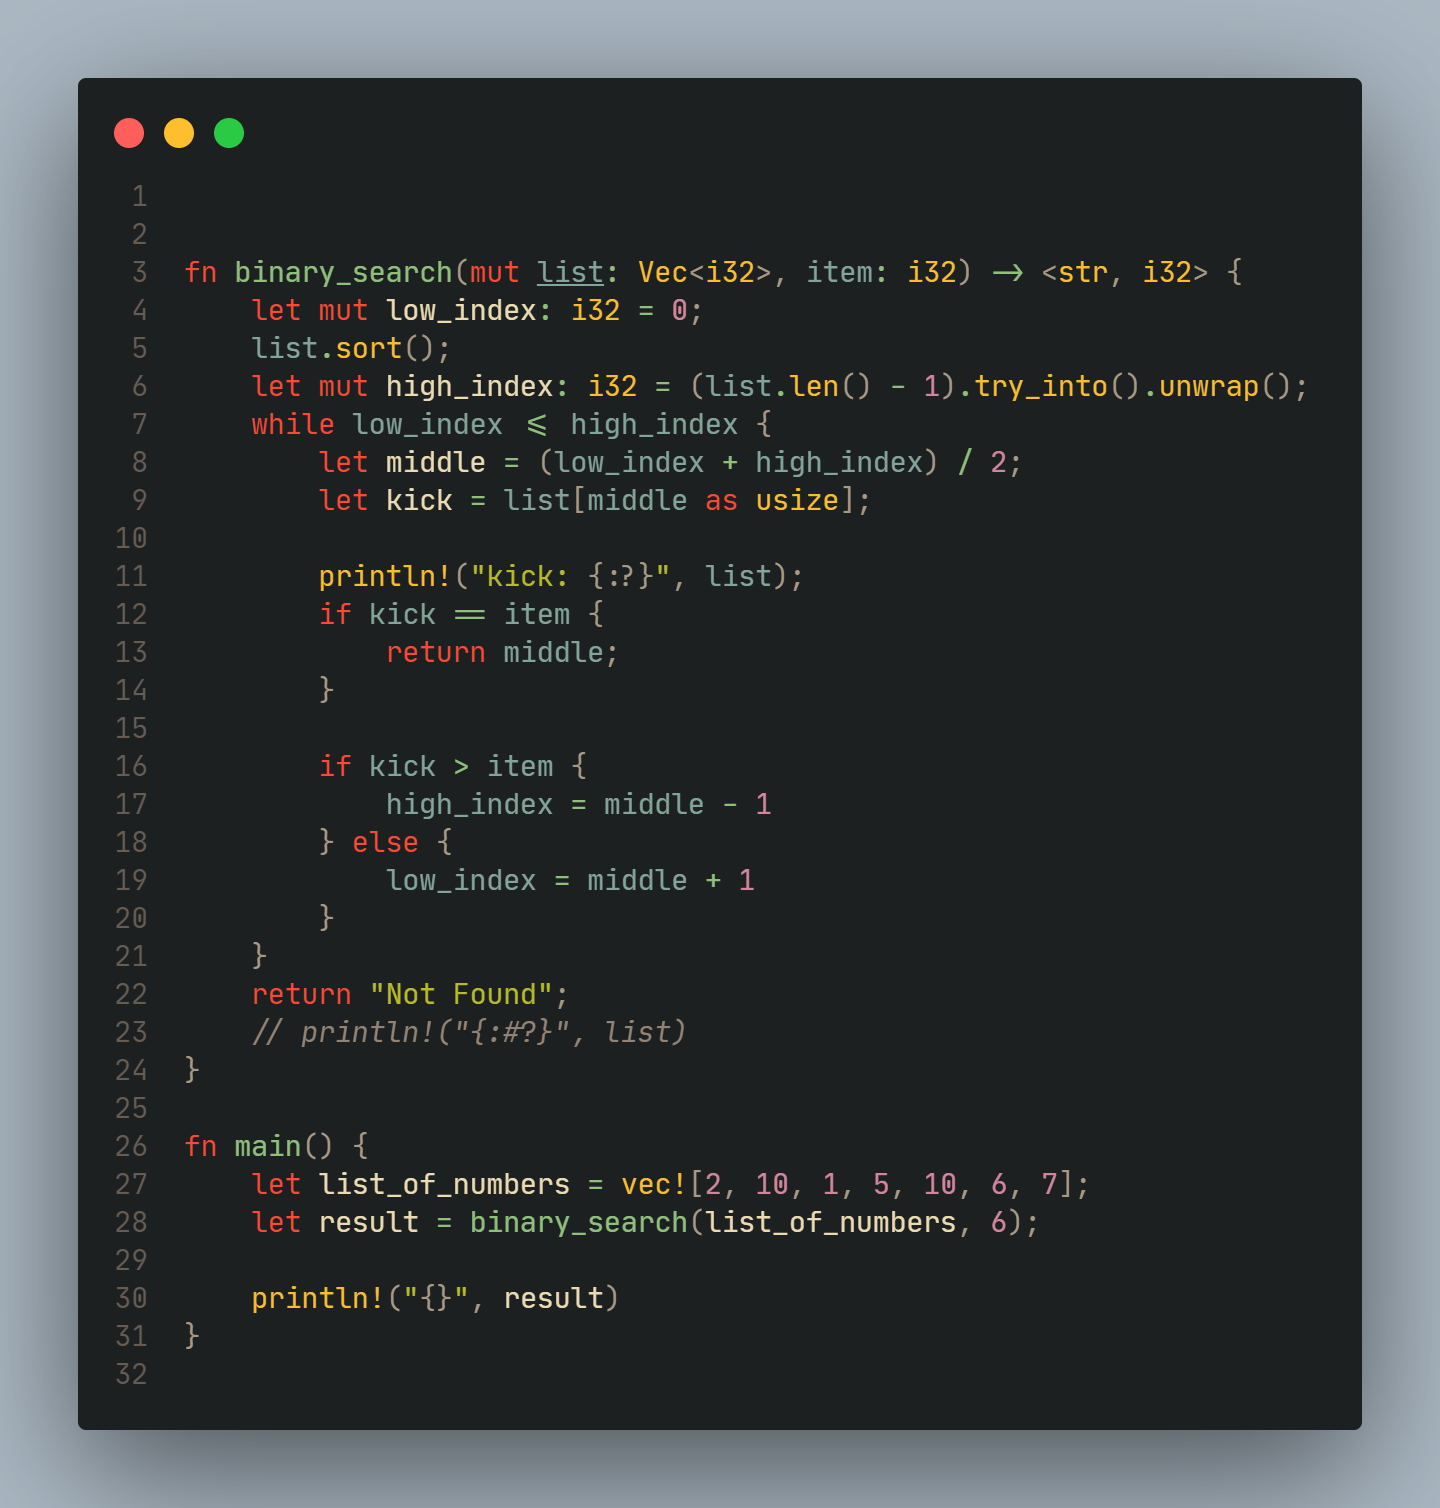 1
2
3 fn binary_search(mut list: Vec<i32>, item: i32) -> <str, i32> {
4     let mut low_index: i32 = 0;
5     list.sort();
6     let mut high_index: i32 = (list.len() - 1).try_into().unwrap();
7     while low_index <= high_index {
8         let middle = (low_index + high_index) / 2;
9         let kick = list[middle as usize];
10
11         println!("kick: {:?}", list);
12         if kick == item {
13             return middle;
14         }
15
16         if kick > item {
17             high_index = middle - 1
18         } else {
19             low_index = middle + 1
20         }
21     }
22     return "Not Found";
23     // println!("{:#?}", list)
24 }
25
26 fn main() {
27     let list_of_numbers = vec![2, 10, 1, 5, 10, 6, 7];
28     let result = binary_search(list_of_numbers, 6);
29
30     println!("{}", result)
31 }
32